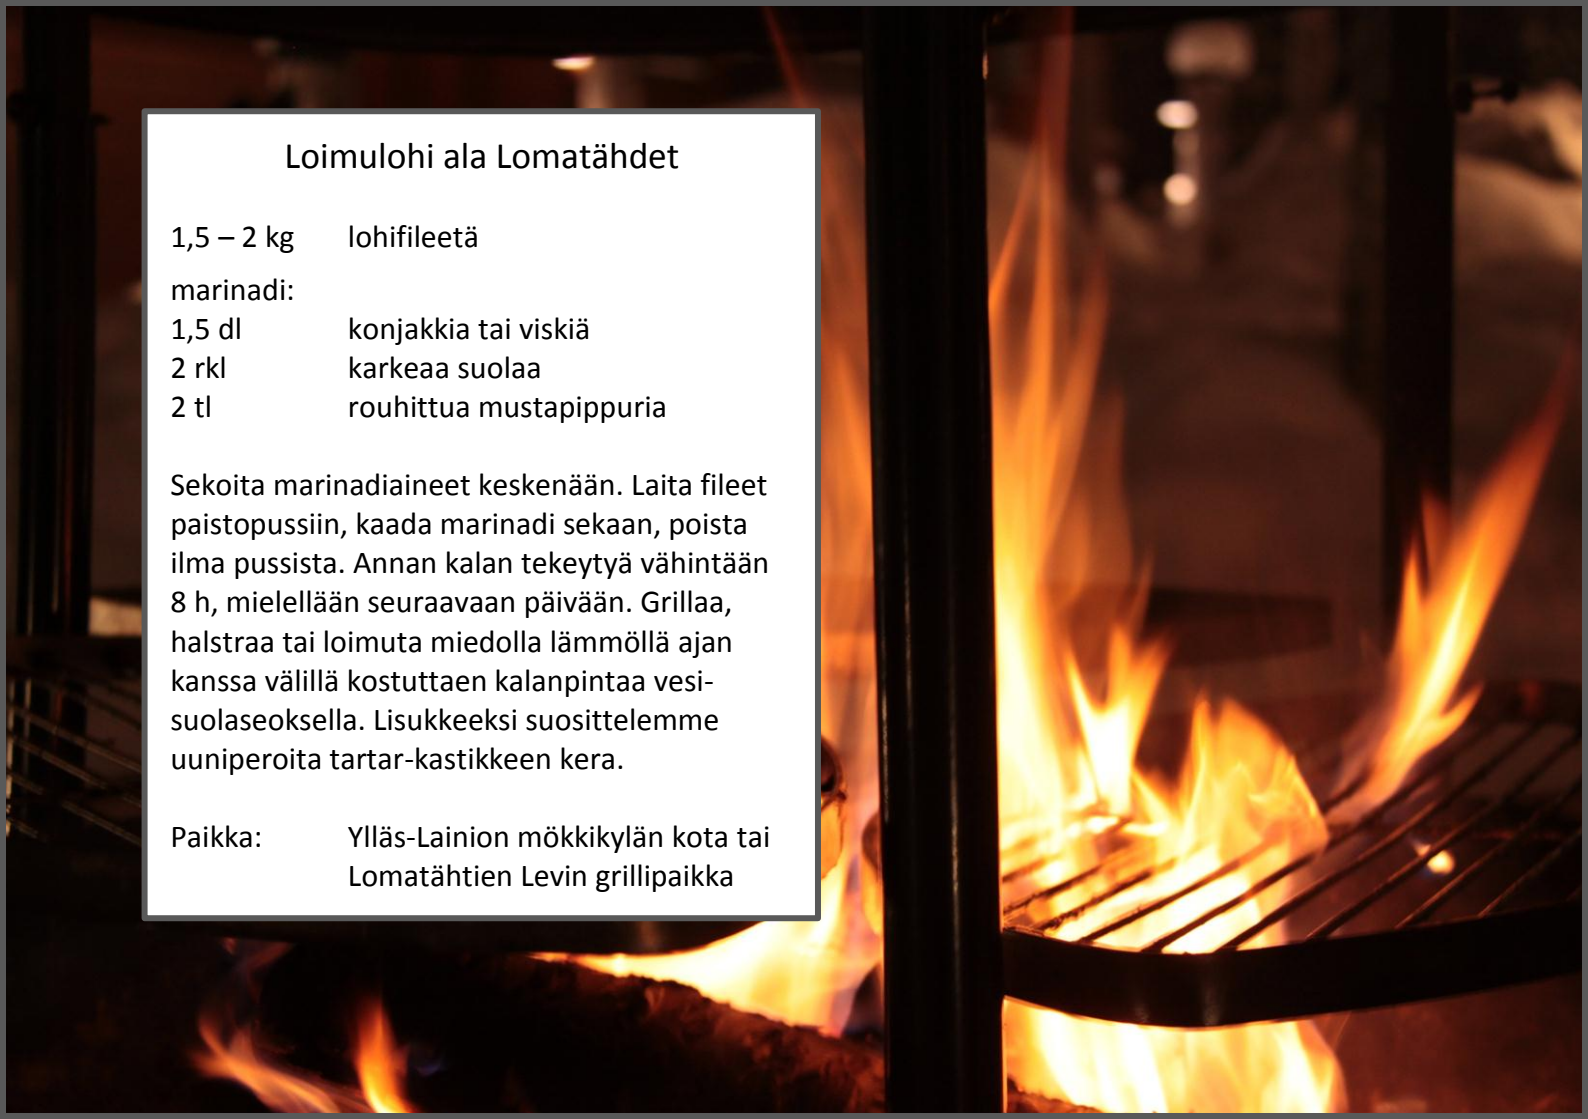 Loimulohi ala Lomatähdet
1,5 – 2 kg lohifileetä
marinadi:
1,5 dl konjakkia tai viskiä
2 rkl karkeaa suolaa
2 tl rouhittua mustapippuria
Sekoita marinadiaineet keskenään. Laita fileet
paistopussiin, kaada marinadi sekaan, poista
ilma pussista. Annan kalan tekeytyä vähintään
8 h, mielellään seuraavaan päivään. Grillaa,
halstraa tai loimuta miedolla lämmöllä ajan
kanssa välillä kostuttaen kalanpintaa vesi-
suolaseoksella. Lisukkeeksi suosittelemme
uuniperoita tartar-kastikkeen kera.
Paikka: Ylläs-Lainion mökkikylän kota tai
Lomatähtien Levin grillipaikka